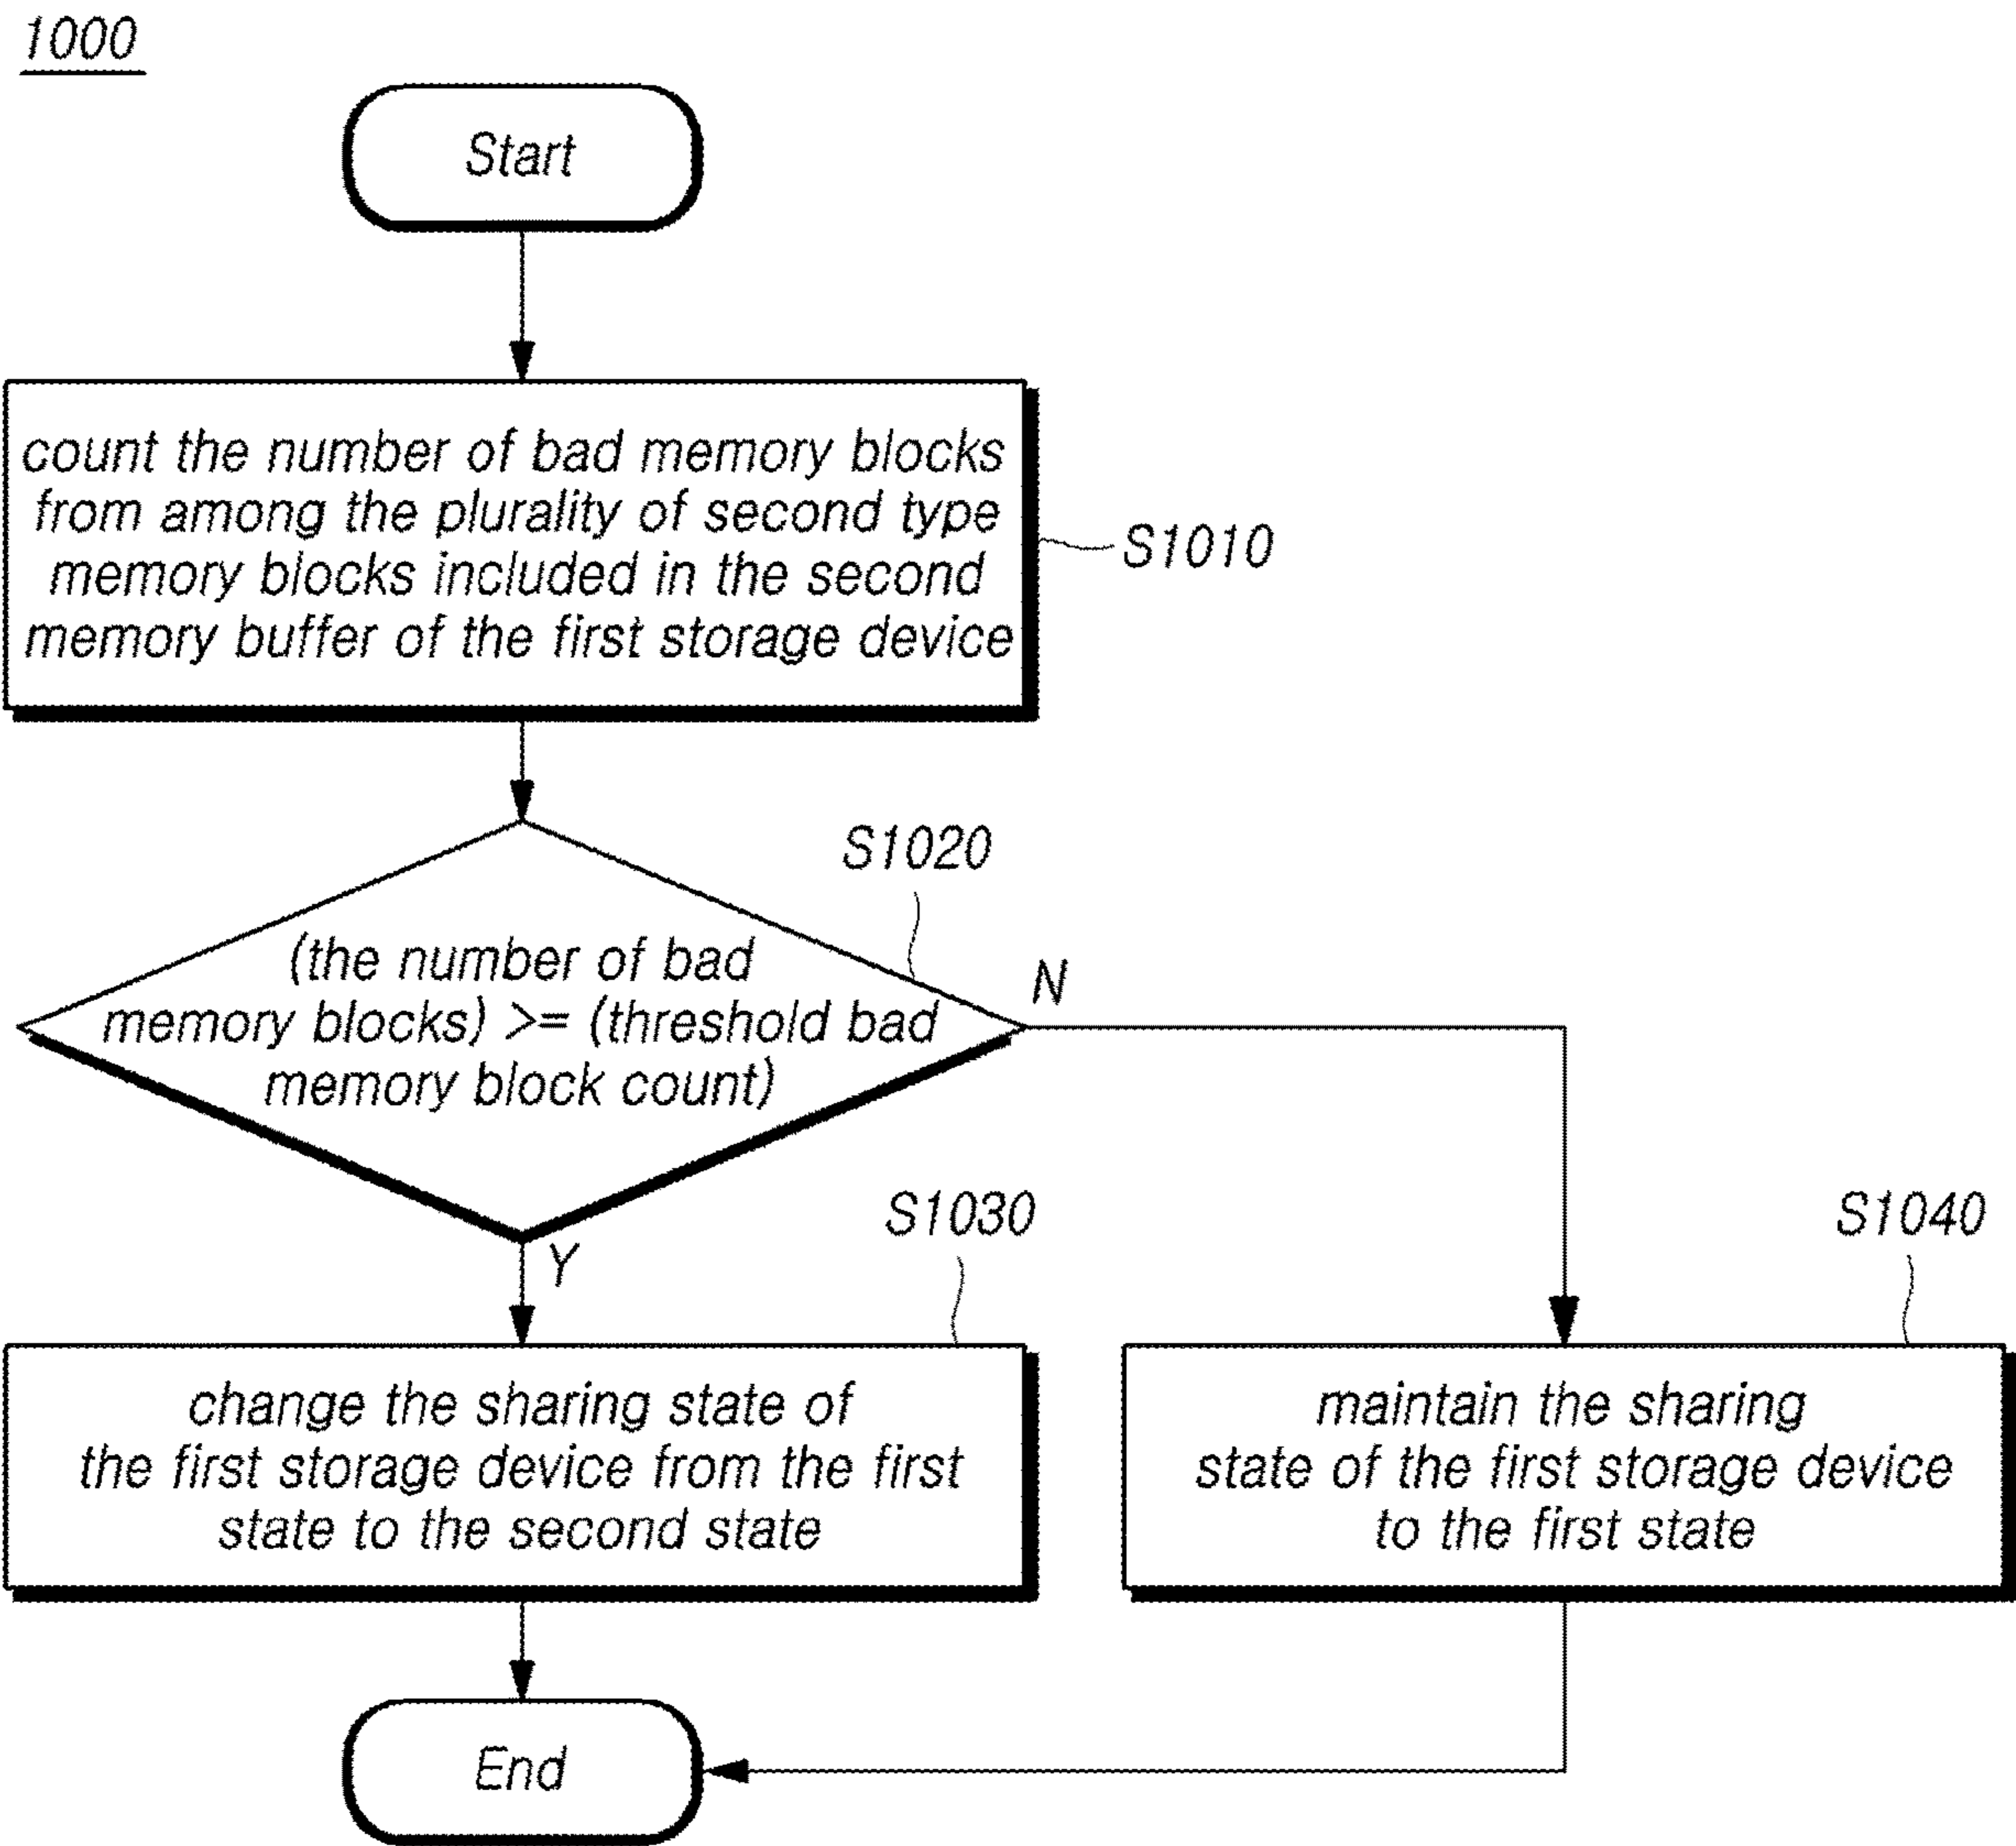 1000
Start
count the number of bad memory blocks
from among the plurality of second type
memory blocks included in the second
memory buffer of the first storage device
S1010
S1020
(the number of bad
memory blocks) >= (threshold bad
memory block count)
N
Y
S1030
change the sharing state of
the first storage device from the first
state to the second state
S1040
maintain the sharing
state of the first storage device
to the first state
End